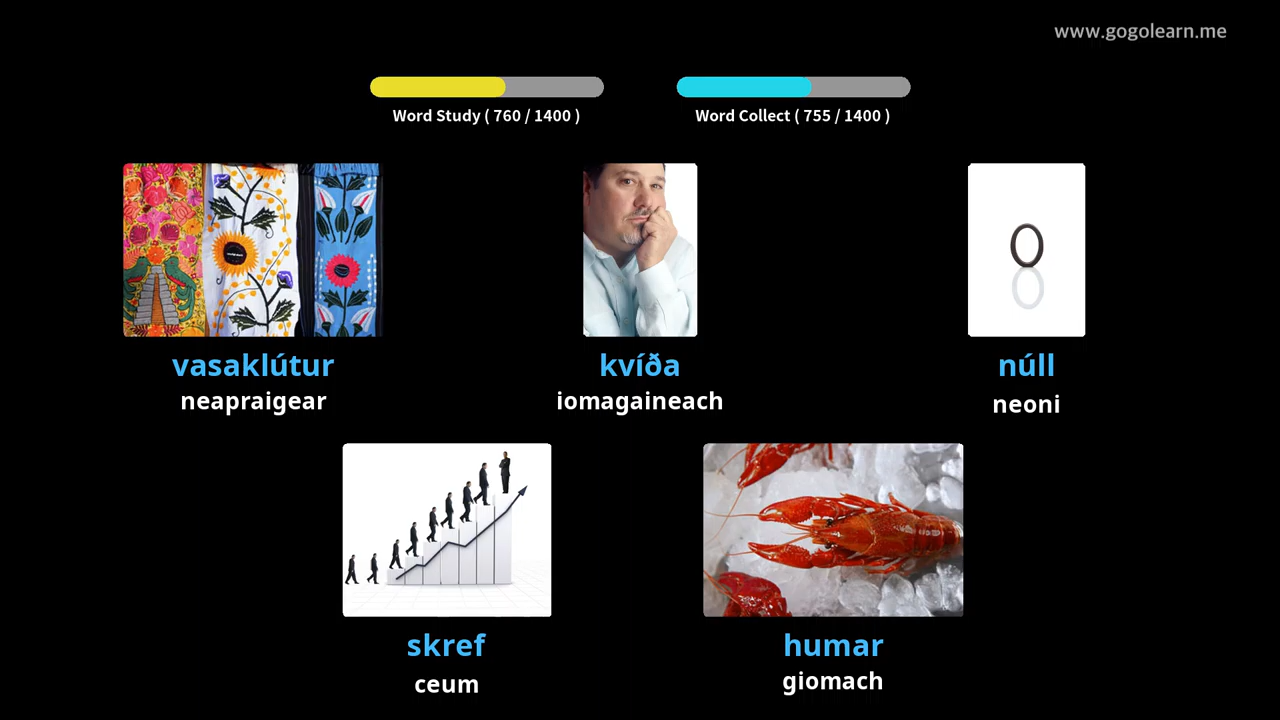 www.gogolearn.me
Word Study ( 760 / 1400 )
Word Collect ( 755 / 1400 )
vasaklútur
neapraigear
kvíða
iomagaineach
núll
neoni
skref
ceum
humar
giomach